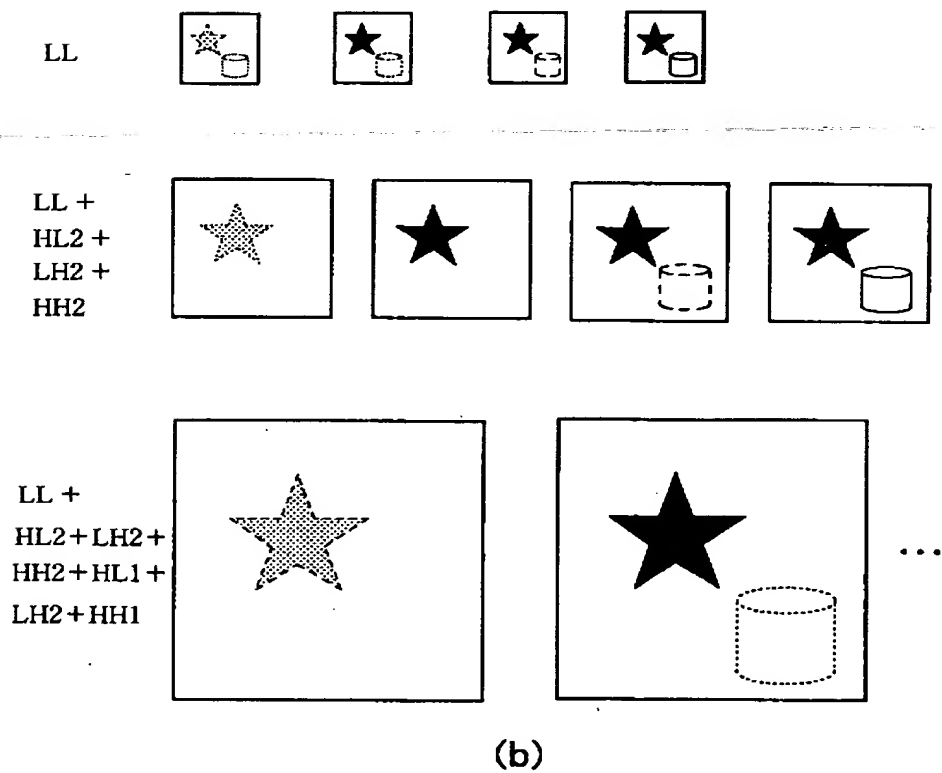 LL
LL +
HL2 +
LH2 +
HH2
LL +
HL2 + LH2 +
HH2 + HL1 +
LH2 + HH1
...
(b)